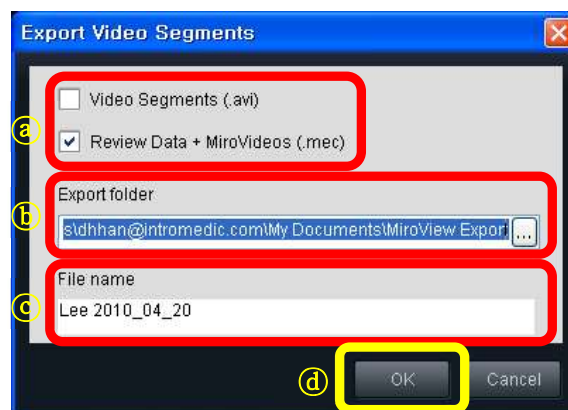 Export Video Segments
ⓐ
Video Segments (.avi)
Review Data + MiroVideos (.mec)
ⓑ
Export folder
s\dhhan@intromedic.com\My Documents\MiroView Export
...
ⓒ
File name
Lee 2010_04_20
ⓓ
OK
Cancel